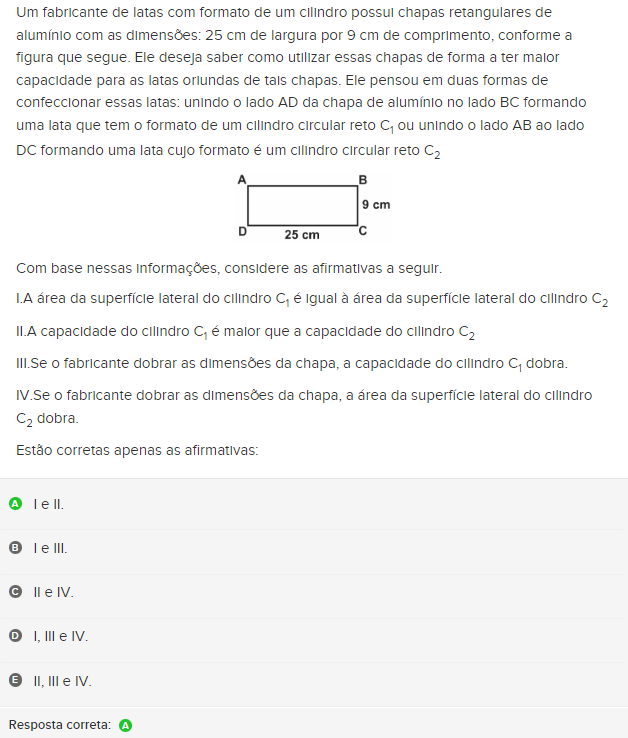 Um fabricante de latas com formato de um cilindro possui chapas retangulares de
alumínio com as dimensões: 25 cm de largura por 9 cm de comprimento, conforme a
figura que segue. Ele deseja saber como utilizar essas chapas de forma a ter maior
capacidade para as latas oriundas de tais chapas. Ele pensou em duas formas de
confeccionar essas latas: unindo o lado AD da chapa de alumínio no lado BC formando
uma lata que tem o formato de um cilindro circular reto C₁ ou unindo o lado AB ao lado
DC formando uma lata cujo formato é um cilindro circular reto C₂
A B
9 cm
D 25 cm C
Com base nessas informações, considere as afirmativas a seguir.
I.A área da superfície lateral do cilindro C₁ é igual à área da superfície lateral do cilindro C₂
II.A capacidade do cilindro C₁ é maior que a capacidade do cilindro C₂
III.Se o fabricante dobrar as dimensões da chapa, a capacidade do cilindro C₁ dobra.
IV.Se o fabricante dobrar as dimensões da chapa, a área da superfície lateral do cilindro
C₂ dobra.
Estão corretas apenas as afirmativas:
A I e II.
B I e III.
C II e IV.
D I, III e IV.
E II, III e IV.
Resposta correta: A